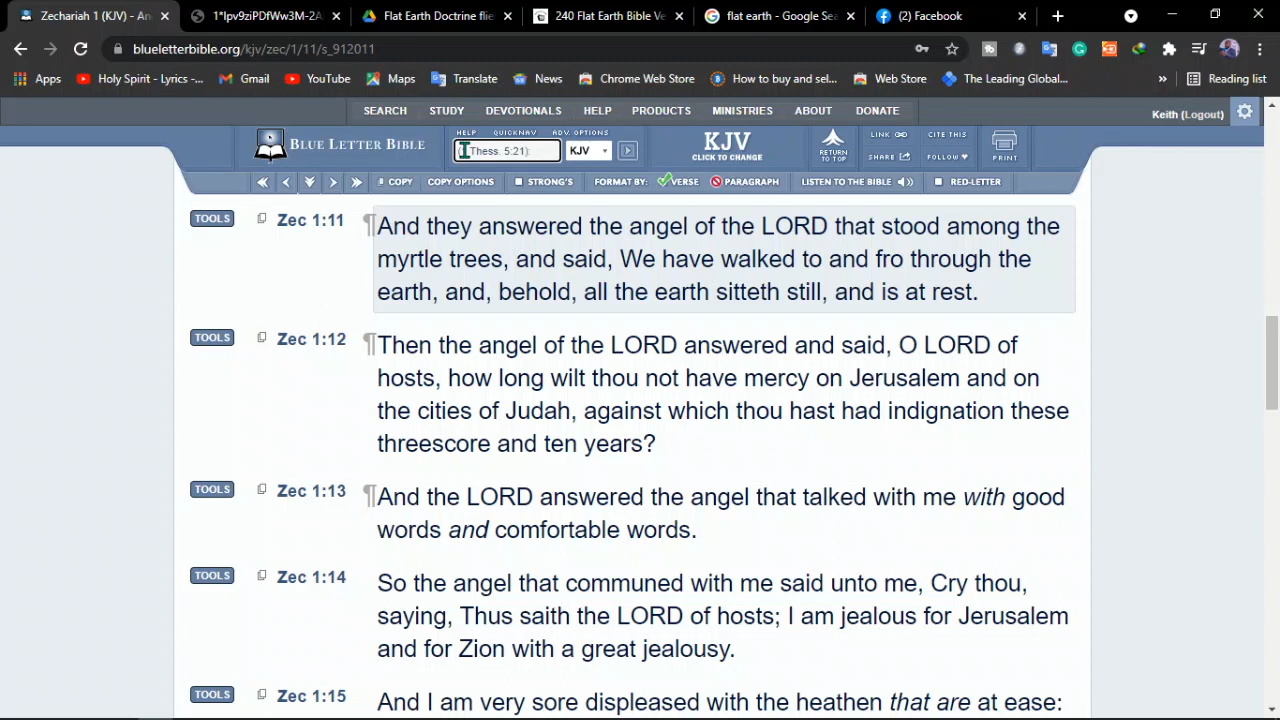 Zechariah 1 (KJV) - An
1*Ipv9ziPDfWw3M-2A
Flat Earth Doctrine flie
240 Flat Earth Bible Ve
flat earth - Google Sea
(2) Facebook
blueletterbible.org/kjv/zec/1/11/s_912011
Apps
Holy Spirit - Lyrics -...
Gmail
YouTube
Maps
Translate
News
Chrome Web Store
How to buy and sel...
Web Store
The Leading Global...
»
Reading list
SEARCH STUDY DEVOTIONALS HELP PRODUCTS MINISTRIES ABOUT DONATE
Keith (Logout)
BLUE LETTER BIBLE
HELP QUICKNAV ADV. OPTIONS
Thess. 5:21):
KJV
KJV
CLICK TO CHANGE
RETURN
TO TOP
LINK
CITE THIS
SHARE
FOLLOW
PRINT
COPY COPY OPTIONS STRONG'S FORMAT BY: VERSE PARAGRAPH LISTEN TO THE BIBLE RED-LETTER
TOOLS Zec 1:11 ¶And they answered the angel of the LORD that stood among the
myrtle trees, and said, We have walked to and fro through the
earth, and, behold, all the earth sitteth still, and is at rest.
TOOLS Zec 1:12 ¶Then the angel of the LORD answered and said, O LORD of
hosts, how long wilt thou not have mercy on Jerusalem and on
the cities of Judah, against which thou hast had indignation these
threescore and ten years?
TOOLS Zec 1:13 ¶And the LORD answered the angel that talked with me with good
words and comfortable words.
TOOLS Zec 1:14 So the angel that communed with me said unto me, Cry thou,
saying, Thus saith the LORD of hosts; I am jealous for Jerusalem
and for Zion with a great jealousy.
TOOLS Zec 1:15 And I am very sore displeased with the heathen that are at ease: